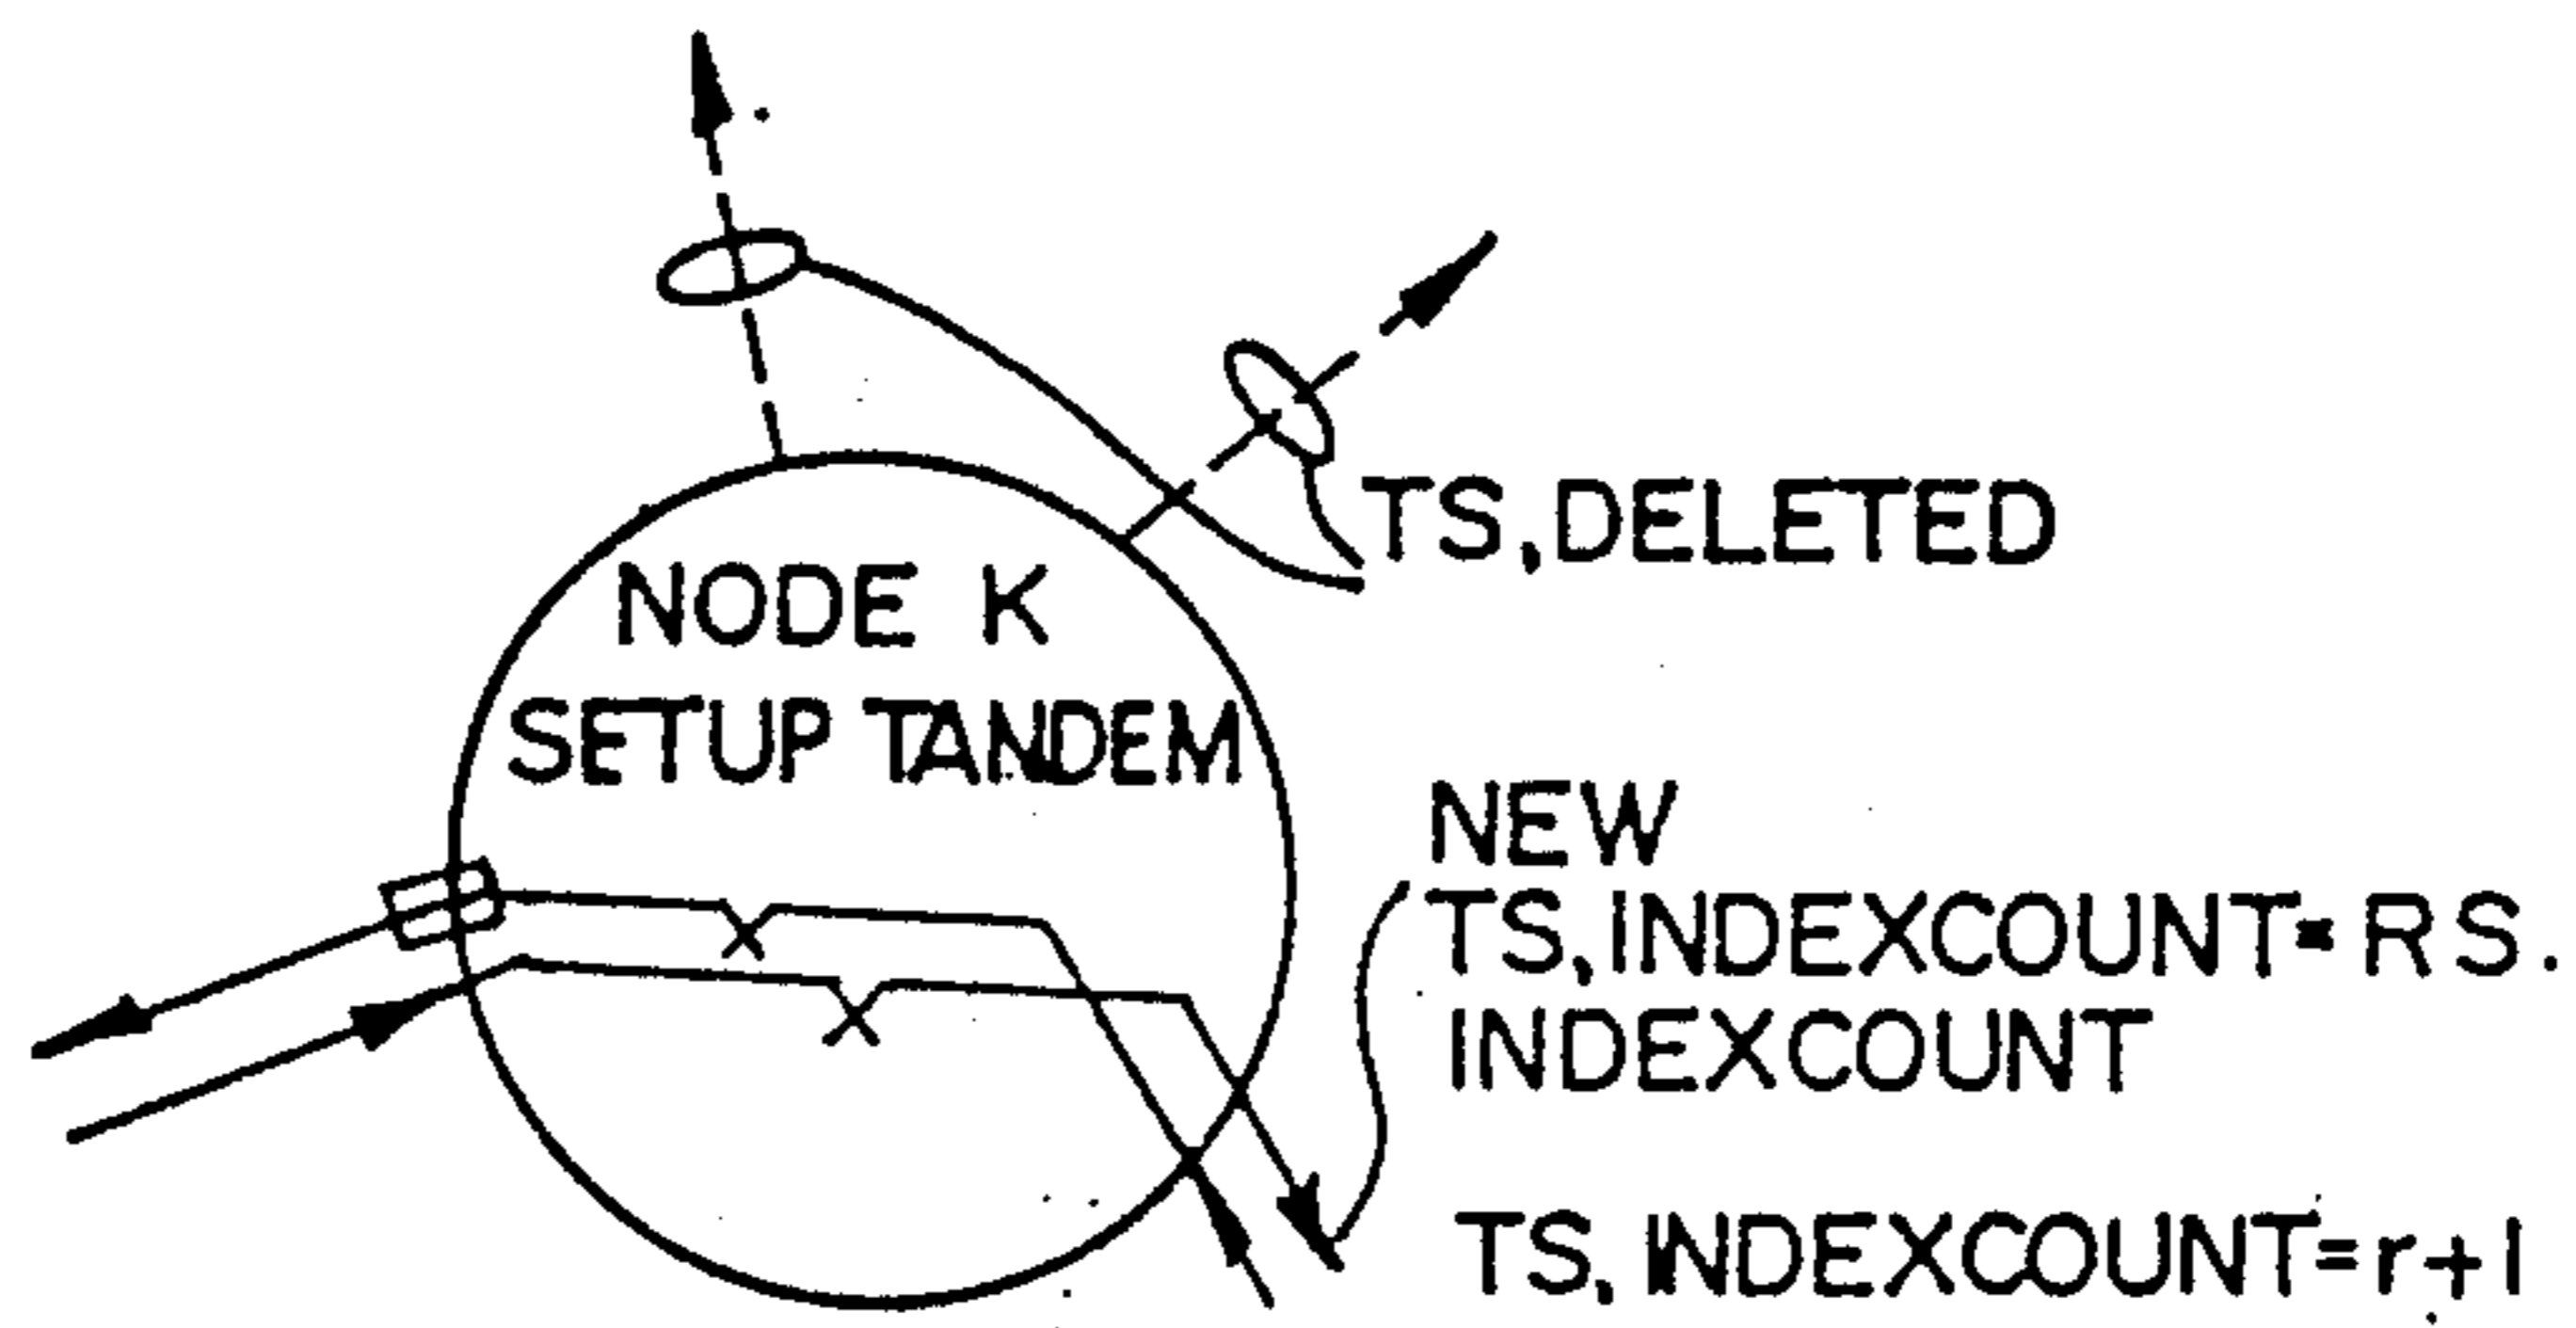 TS,DELETED
NODE K
SETUP TANDEM
NEW
TS,INDEXCOUNT= RS.
INDEXCOUNT
TS, INDEXCOUNT=r+1